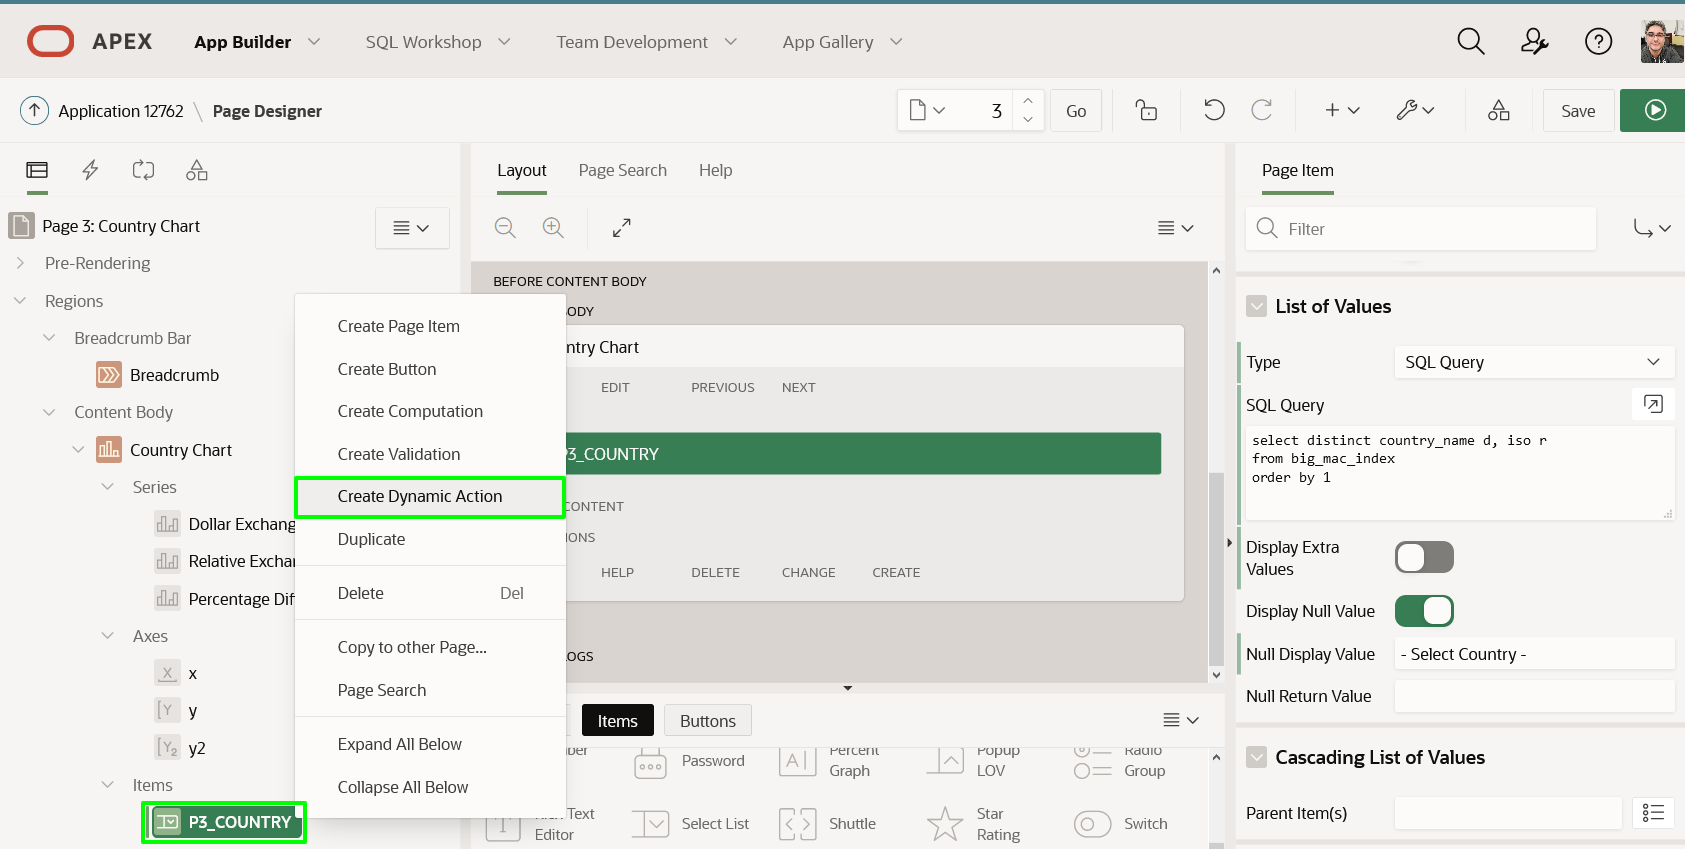 APEX App Builder SQL Workshop Team Development App Gallery
Application 12762 \ Page Designer 3 Go Save
Layout Page Search Help
Page Item
Page 3: Country Chart
Filter
Pre-Rendering
Regions
Breadcrumb Bar
Breadcrumb
Content Body
Country Chart
Series
Dollar Exchang
Relative Exchar
Percentage Dif
Axes
X x
Y y
Y2 y2
Items
P3_COUNTRY
Create Page Item
Create Button
Create Computation
Create Validation
Create Dynamic Action
Duplicate
Delete Del
Copy to other Page...
Page Search
Expand All Below
Collapse All Below
BEFORE CONTENT BODY
BODY
ntry Chart
EDIT PREVIOUS NEXT
P3_COUNTRY
CONTENT
IONS
HELP DELETE CHANGE CREATE
LOGS
Items Buttons
Password
Percent
Graph
Popup
LOV
Radio
Group
Rich Text
Editor
Select List
Shuttle
Star
Rating
Switch
List of Values
Type SQL Query
SQL Query
select distinct country_name d, iso r
from big_mac_index
order by 1
Display Extra
Values
Display Null Value
Null Display Value - Select Country -
Null Return Value
Cascading List of Values
Parent Item(s)